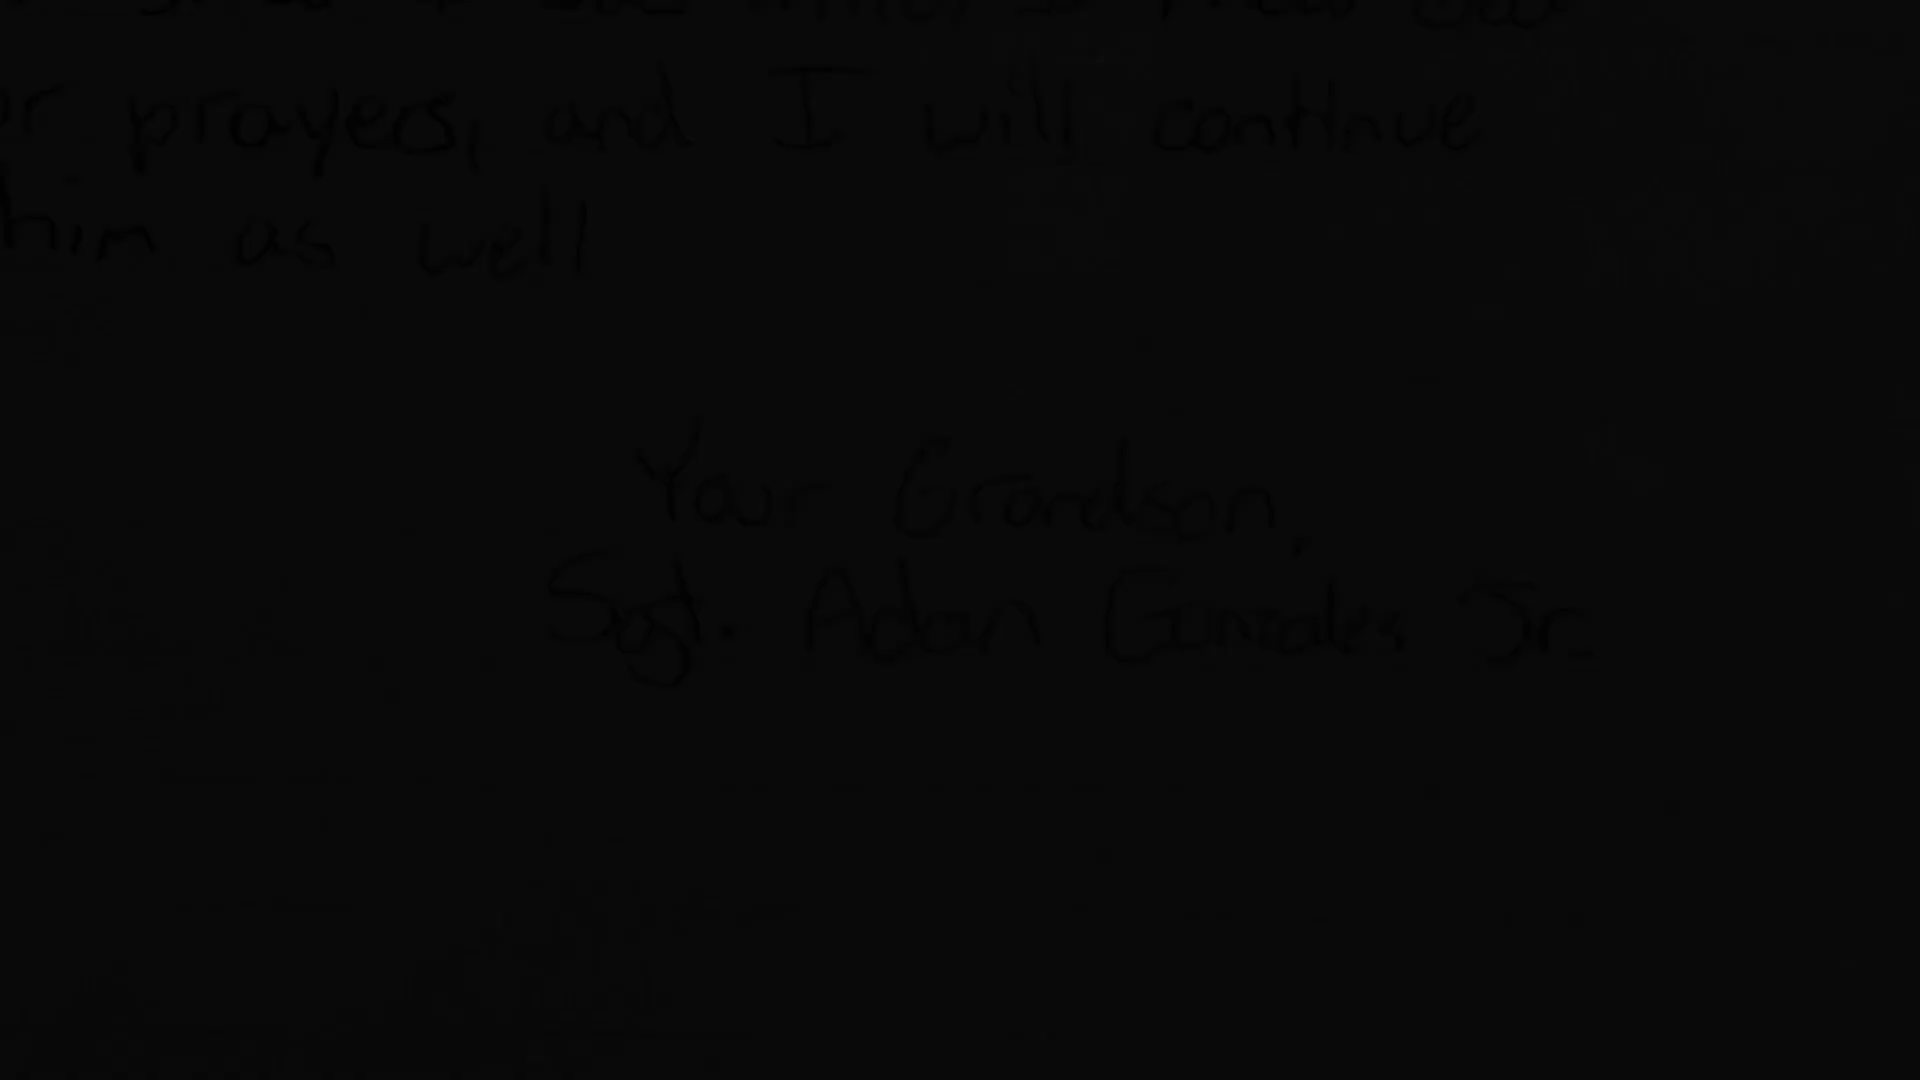 prayers, and I will continue
him as well
Your Grandson,
Sgt. Adan Gonzales Jr.